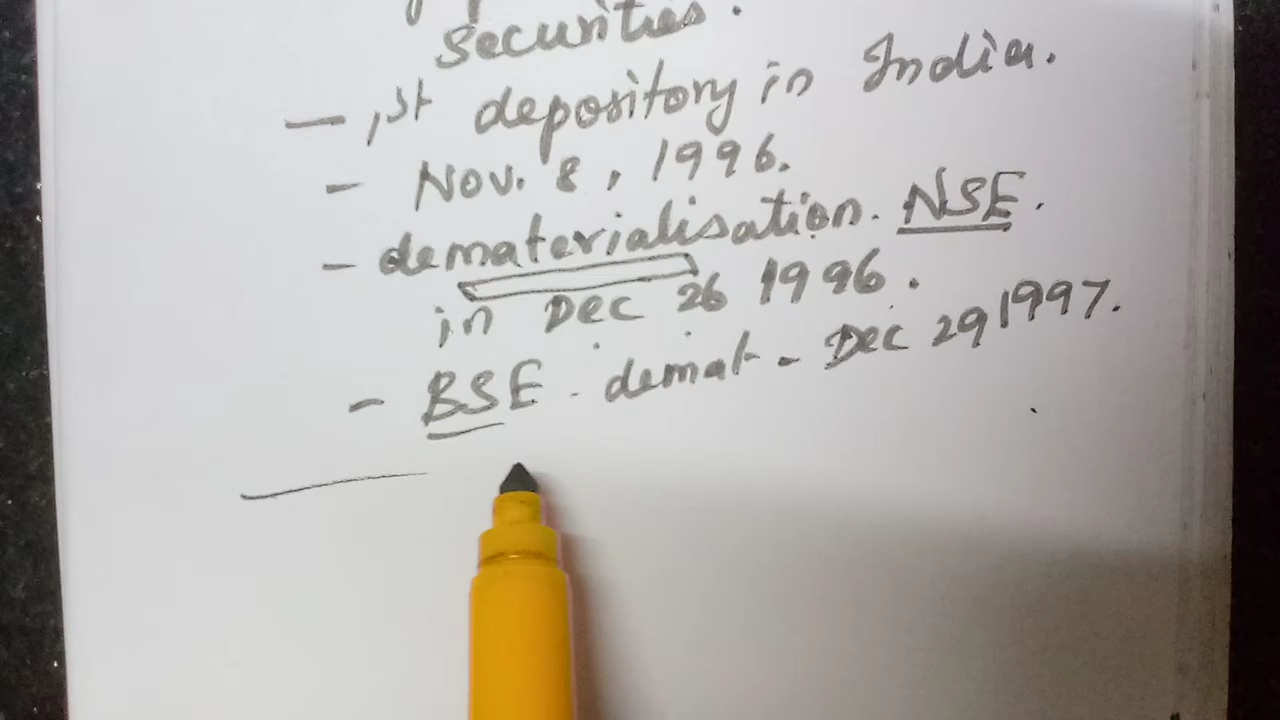 securities.
- 1st depository in India.
- Nov. 8, 1996.
- dematerialisation. NSE.
in Dec 26 1996.
- BSE - demat - Dec 29 1997.